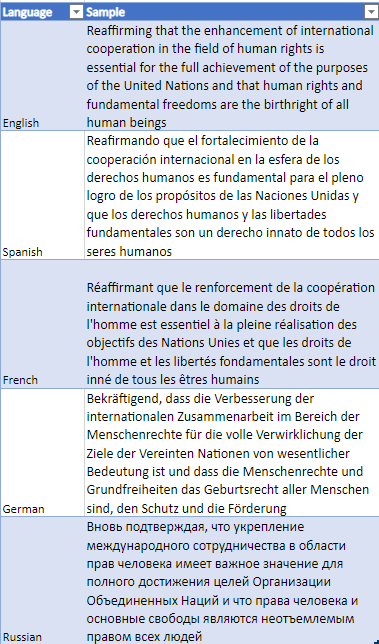 Language Sample
Reaffirming that the enhancement of international
cooperation in the field of human rights is
essential for the full achievement of the purposes
of the United Nations and that human rights and
fundamental freedoms are the birthright of all
English human beings
Reafirmando que el fortalecimiento de la
cooperación internacional en la esfera de los
derechos humanos es fundamental para el pleno
logro de los propósitos de las Naciones Unidas y
que los derechos humanos y las libertades
fundamentales son un derecho innato de todos los
Spanish seres humanos
Réaffirmant que le renforcement de la coopération
internationale dans le domaine des droits de
l'homme est essentiel à la pleine réalisation des
objectifs des Nations Unies et que les droits de
l'homme et les libertés fondamentales sont le droit
French inné de tous les êtres humains
Bekräftigend, dass die Verbesserung der
internationalen Zusammenarbeit im Bereich der
Menschenrechte für die volle Verwirklichung der
Ziele der Vereinten Nationen von wesentlicher
Bedeutung ist und dass die Menschenrechte und
Grundfreiheiten das Geburtsrecht aller Menschen
German sind, den Schutz und die Förderung
Вновь подтверждая, что укрепление
международного сотрудничества в области
прав человека имеет важное значение для
полного достижения целей Организации
Объединенных Наций и что права человека и
основные свободы являются неотъемлемым
Russian правом всех людей